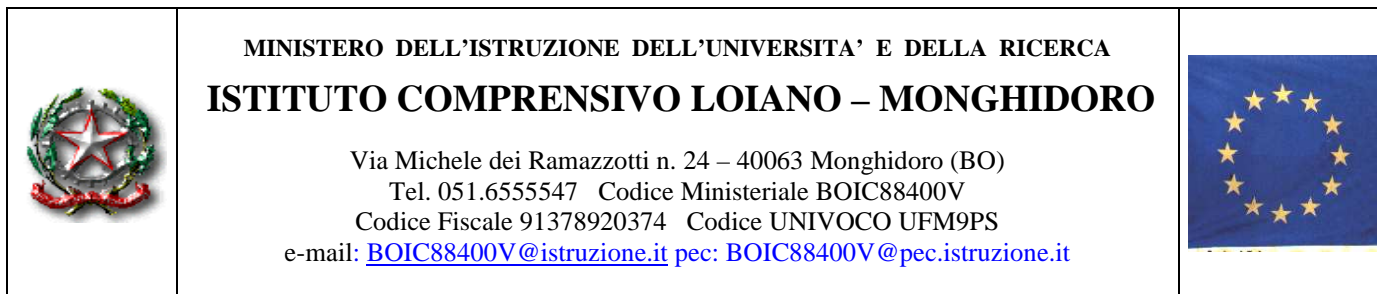 MINISTERO DELL’ISTRUZIONE DELL’UNIVERSITA’ E DELLA RICERCA
ISTITUTO COMPRENSIVO LOIANO – MONGHIDORO
Via Michele dei Ramazzotti n. 24 – 40063 Monghidoro (BO)
Tel. 051.6555547 Codice Ministeriale BOIC88400V
Codice Fiscale 91378920374 Codice UNIVOCO UFM9PS
e-mail: BOIC88400V@istruzione.it pec: BOIC88400V@pec.istruzione.it